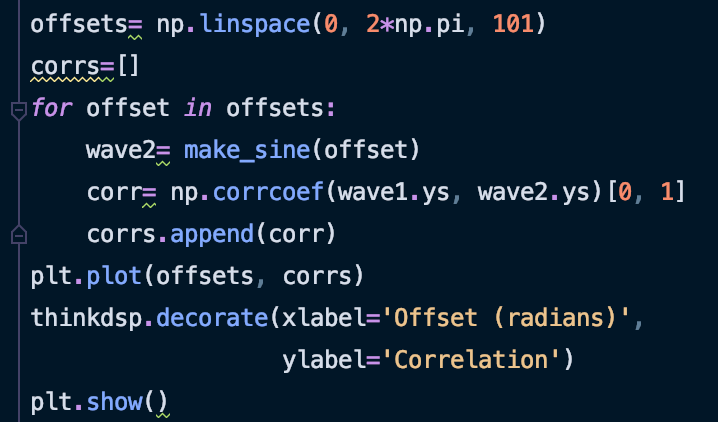 offsets= np.linspace(0, 2*np.pi, 101)
corrs=[]
for offset in offsets:
    wave2= make_sine(offset)
    corr= np.corrcoef(wave1.ys, wave2.ys)[0, 1]
    corrs.append(corr)
plt.plot(offsets, corrs)
thinkdsp.decorate(xlabel='Offset (radians)',
                  ylabel='Correlation')
plt.show()